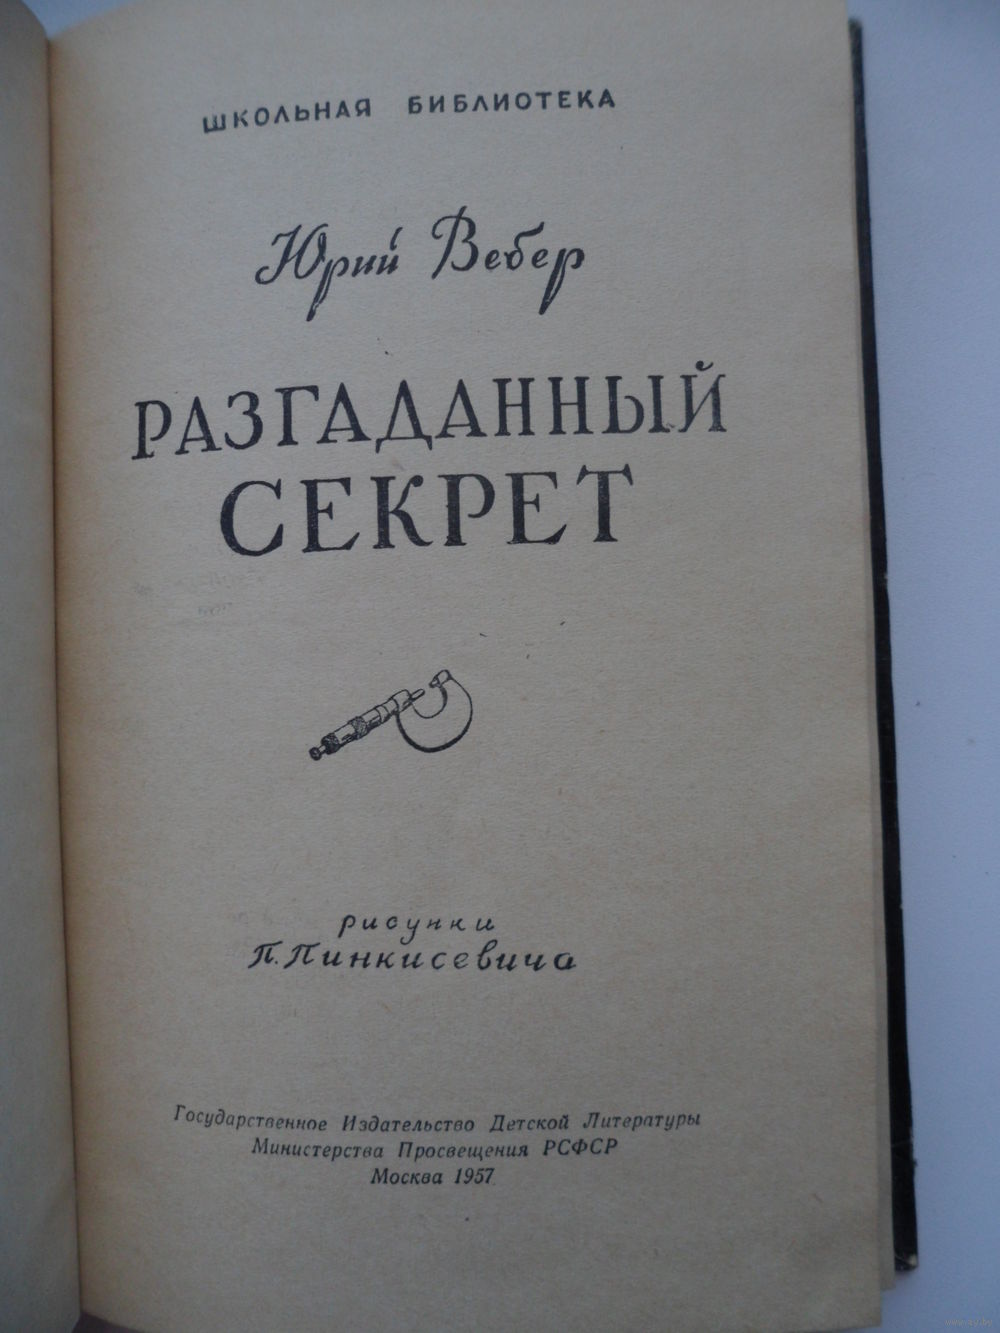 ШКОЛЬНАЯ БИБЛИОТЕКА
Юрий Вебер
РАЗГАДАННЫЙ
СЕКРЕТ
рисунки
П. Пинкисевича
Государственное Издательство Детской Литературы
Министерства Просвещения РСФСР
Москва 1957